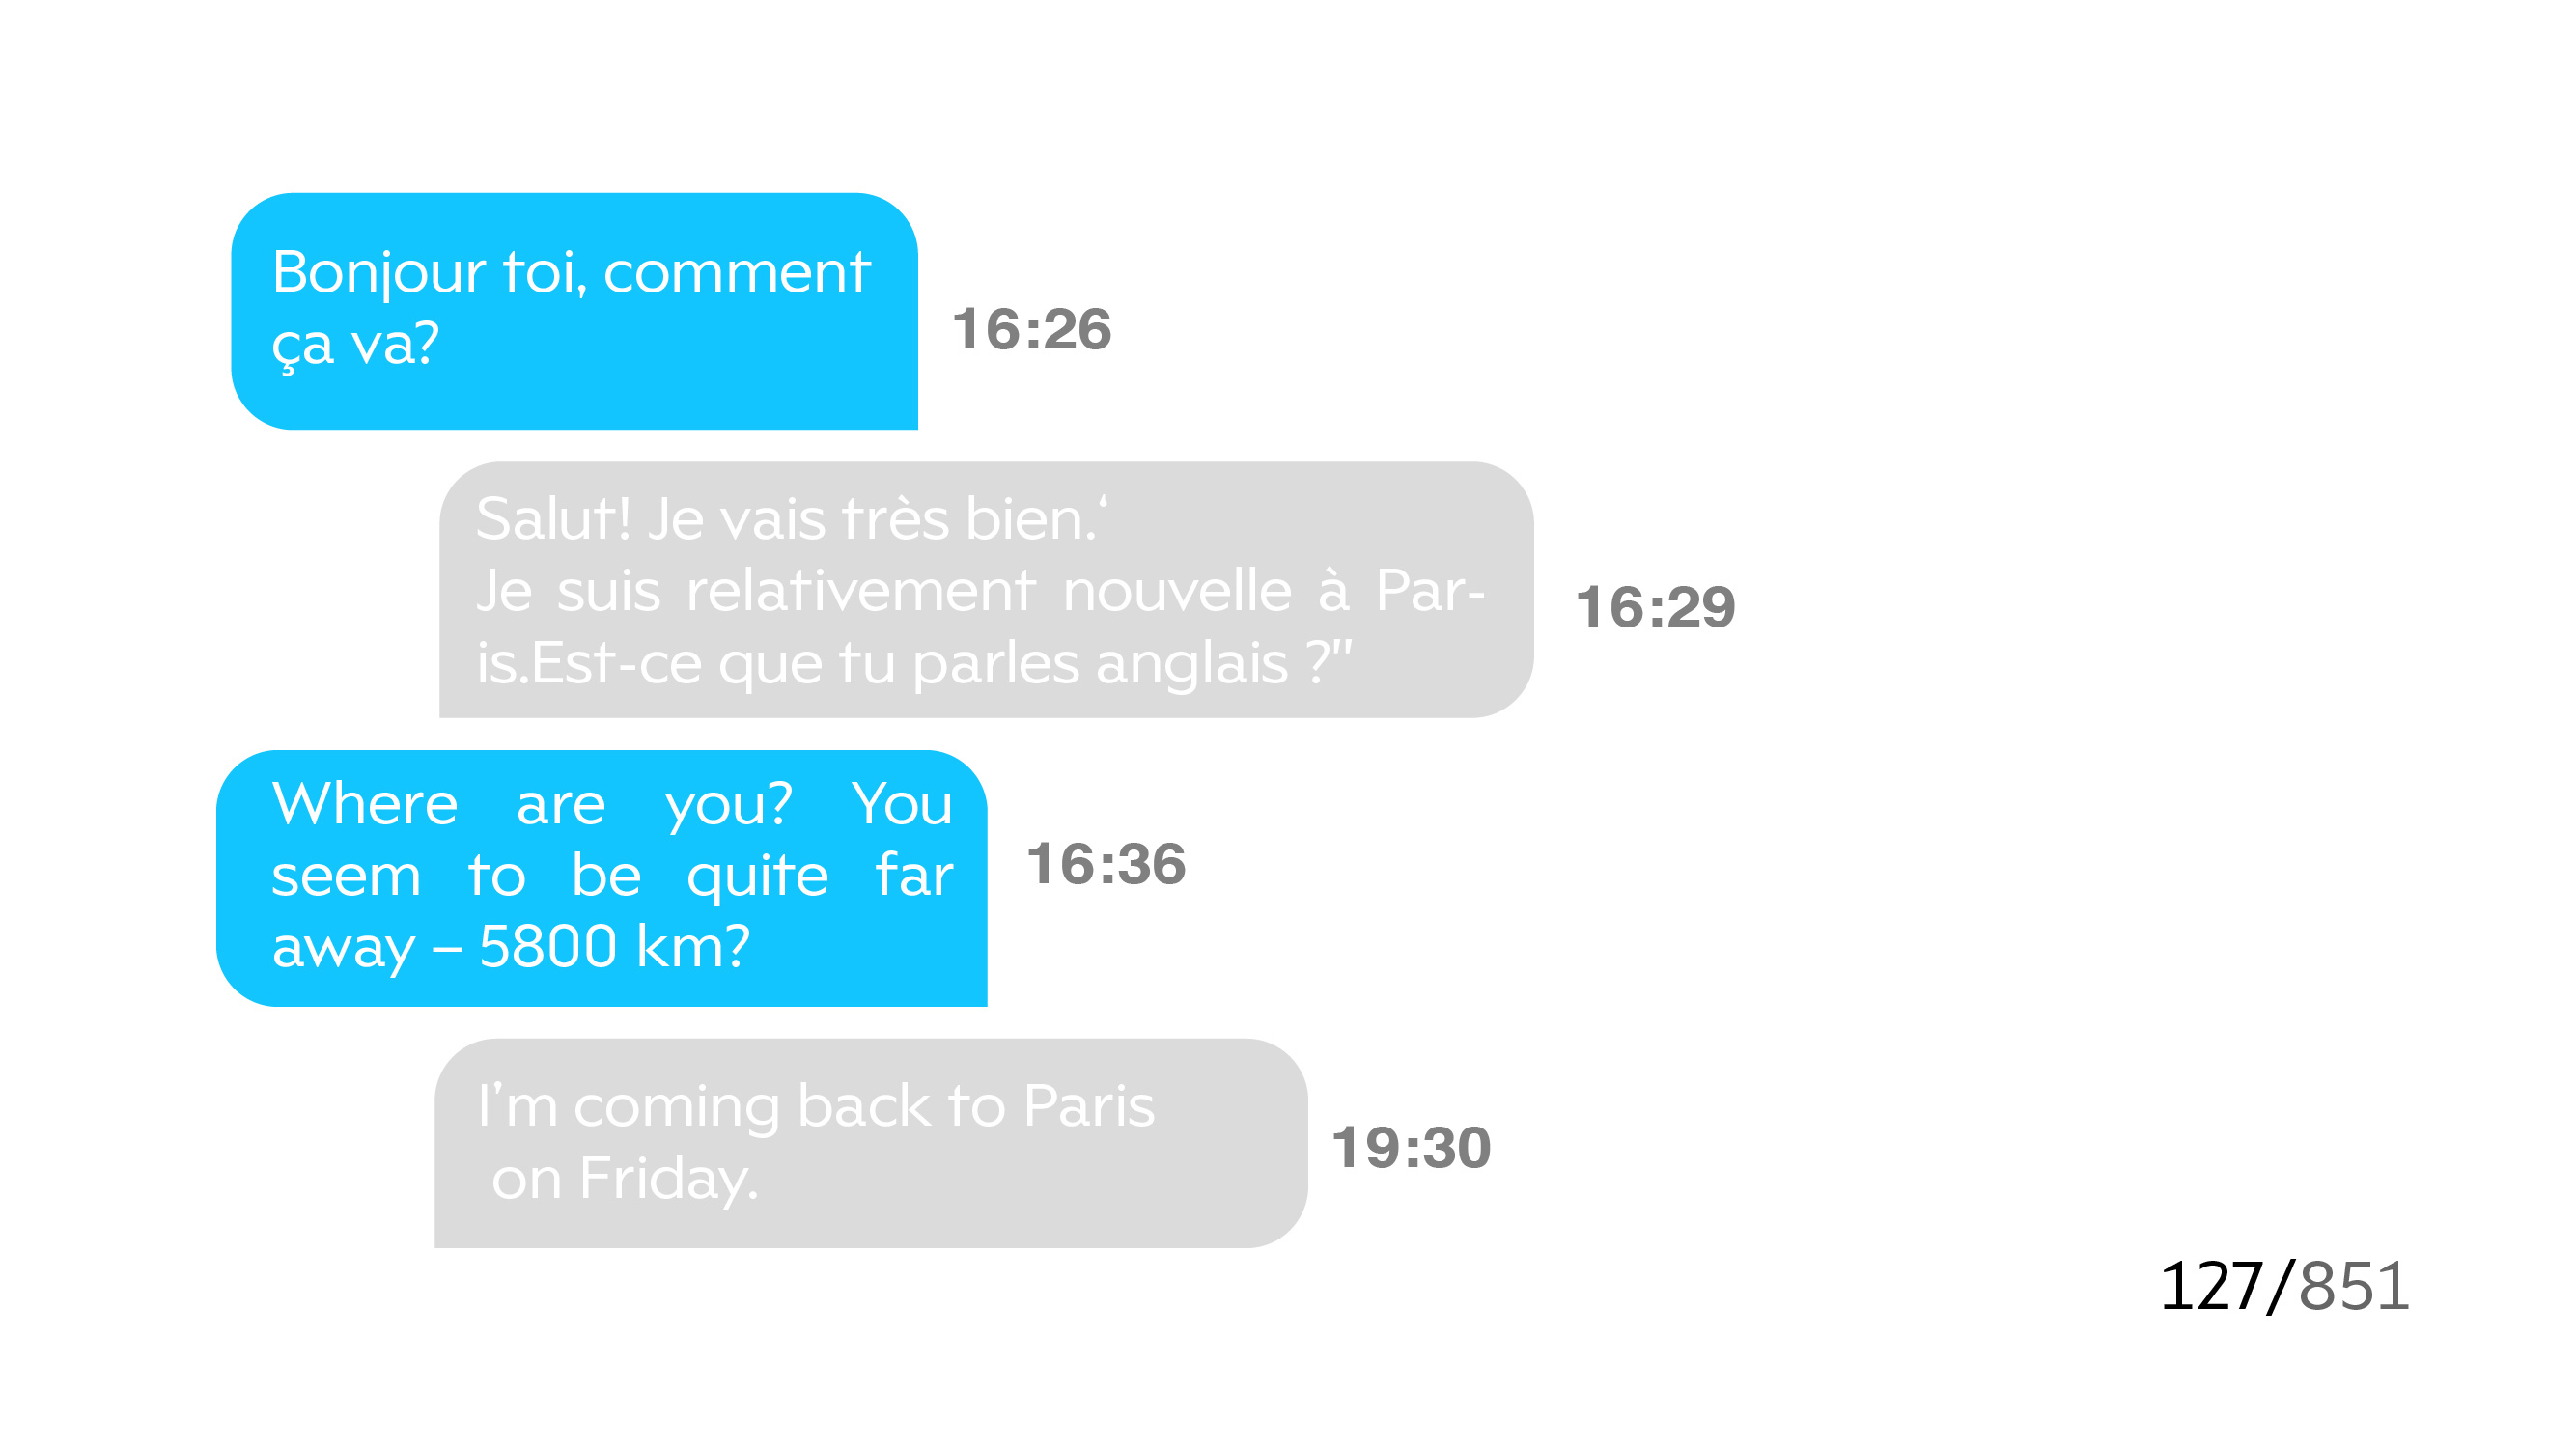 Bonjour toi, comment
ça va?
16:26
Salut! Je vais très bien.‘
Je suis relativement nouvelle à Par-
is.Est-ce que tu parles anglais ?"
16:29
Where are you? You
seem to be quite far
away – 5800 km?
16:36
I’m coming back to Paris
on Friday.
19:30
127/851